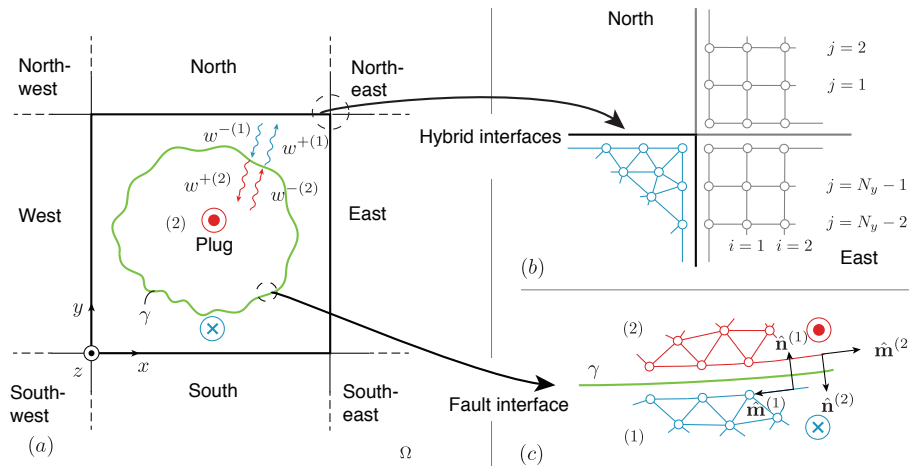 North-
west
North
North-
east
w⁻⁽¹⁾
w⁺⁽¹⁾
w⁺⁽²⁾
w⁻⁽²⁾
West
(2)
Plug
East
γ
y
x
z
South-
west
South
South-
east
(a)
Ω
North
j = 2
j = 1
Hybrid interfaces
j = N_y − 1
j = N_y − 2
i = 1
i = 2
(b)
East
(2)
n̂⁽¹⁾
m̂⁽²
γ
Fault interface
m̂⁽¹⁾
n̂⁽²⁾
(1)
(c)